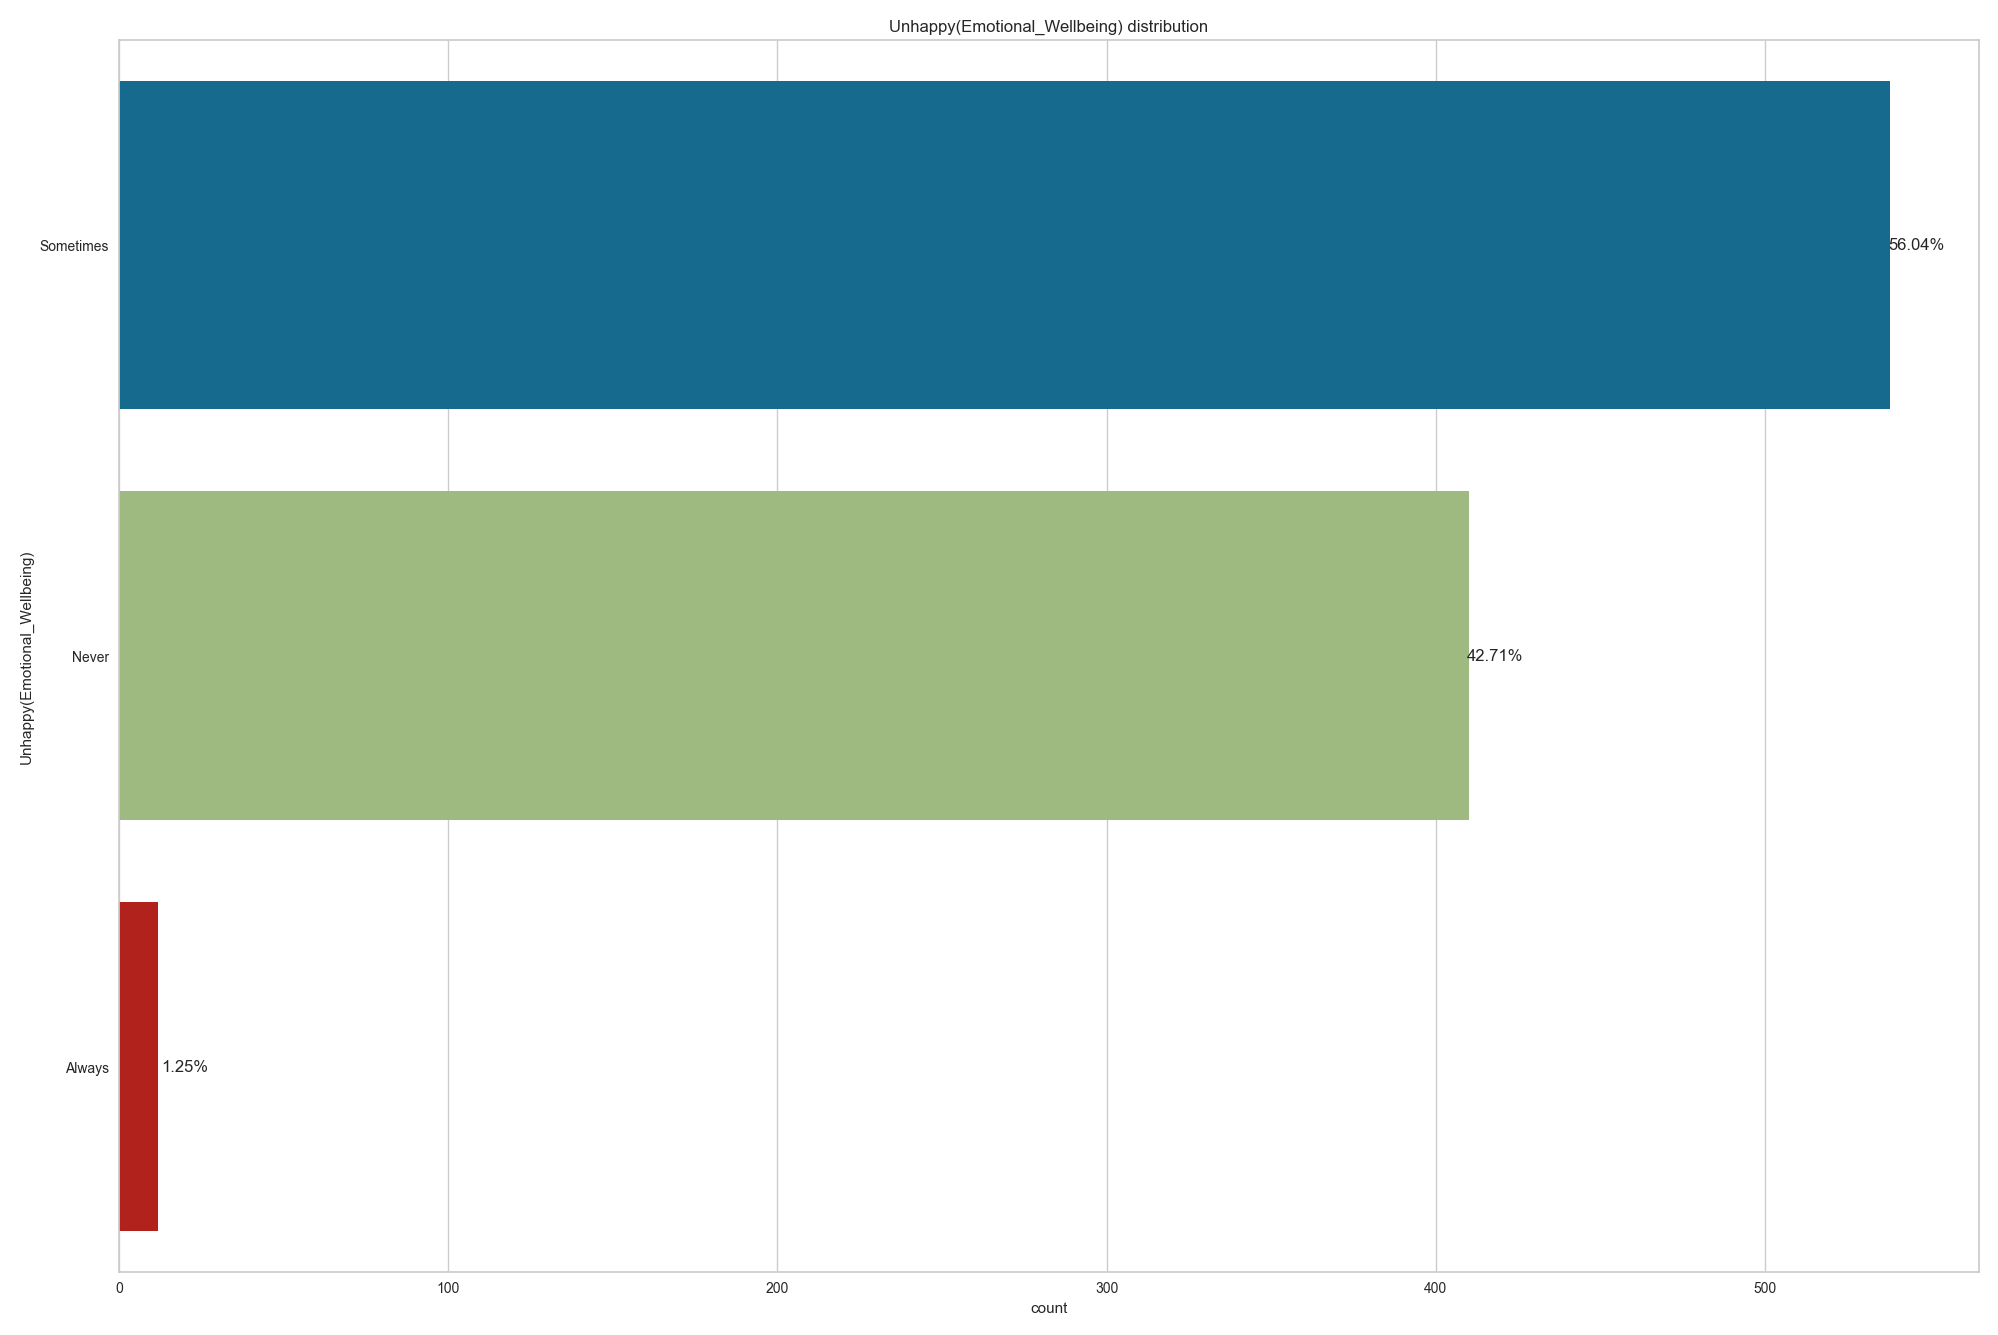 Unhappy(Emotional_Wellbeing) distribution
Sometimes
56.04%
Unhappy(Emotional_Wellbeing)
Never
42.71%
Always
1.25%
0 100 200 300 400 500
count